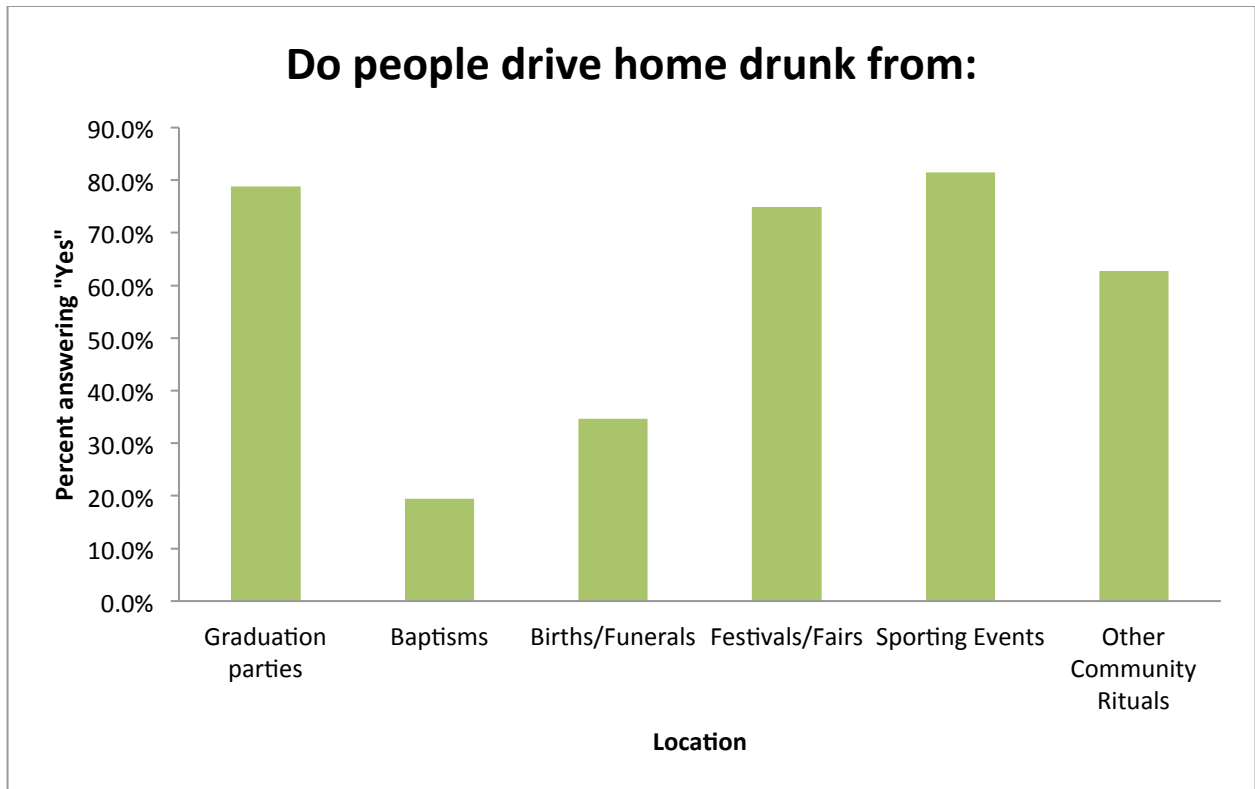 Do people drive home drunk from:
Percent answering "Yes"
90.0%
80.0%
70.0%
60.0%
50.0%
40.0%
30.0%
20.0%
10.0%
0.0%
Graduation
parties
Baptisms
Births/Funerals
Festivals/Fairs
Sporting Events
Other
Community
Rituals
Location